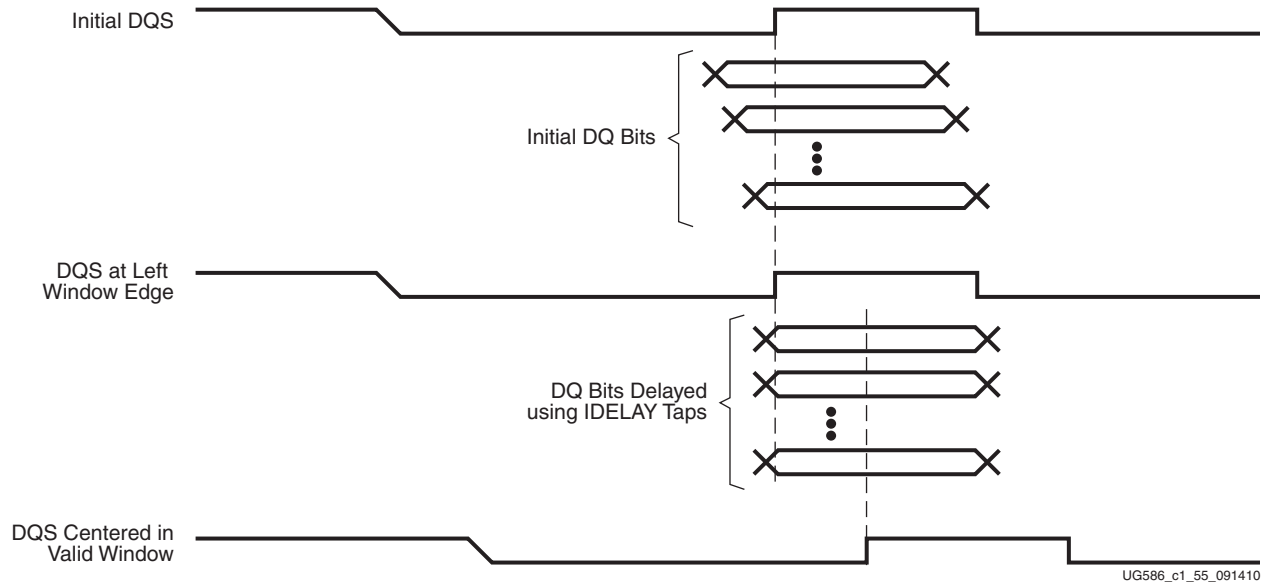 Initial DQS
Initial DQ Bits
DQS at Left
Window Edge
DQ Bits Delayed
using IDELAY Taps
DQS Centered in
Valid Window
UG586_c1_55_091410